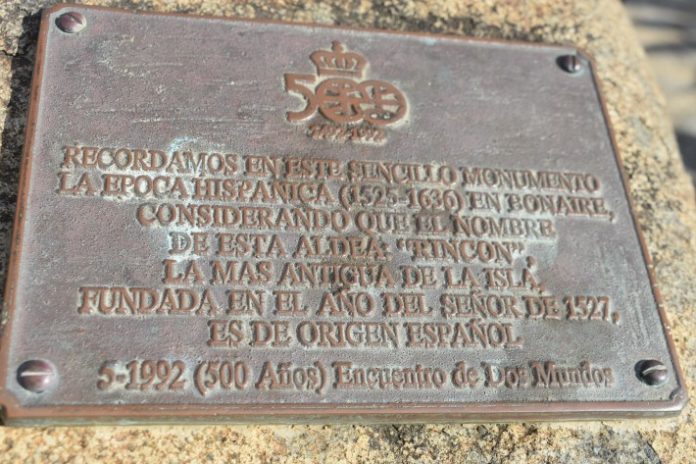 500
1492 1992
RECORDAMOS EN ESTE SENCILLO MONUMENTO
LA EPOCA HISPANICA (1525-1636) EN BONAIRE,
CONSIDERANDO QUE EL NOMBRE
DE ESTA ALDEA: "RINCON",
LA MAS ANTIGUA DE LA ISLA,
FUNDADA EN EL AÑO DEL SEÑOR DE 1527,
ES DE ORIGEN ESPAÑOL
5-1992 (500 Años) Encuentro de Dos Mundos